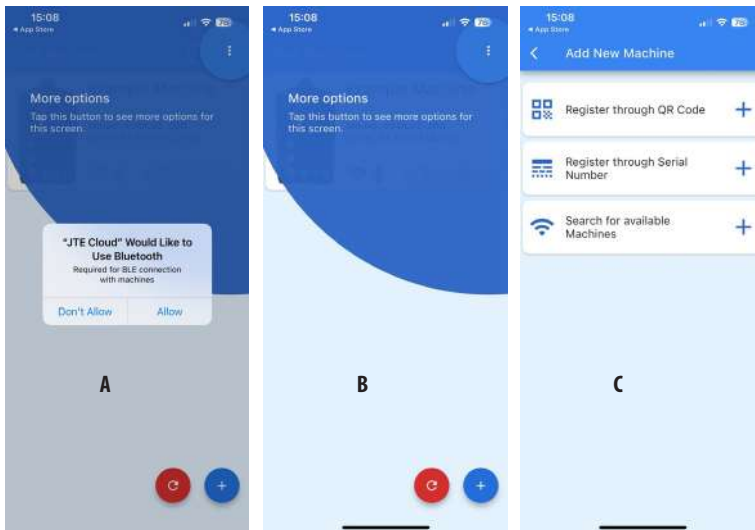 15:08
78
◄ App Store
More options
Tap this button to see more options for
this screen.
"JTE Cloud" Would Like to
Use Bluetooth
Required for BLE connection
with machines
Don't Allow
Allow
A
15:08
78
◄ App Store
More options
Tap this button to see more options for
this screen.
B
15:08
78
◄ App Store
Add New Machine
Register through QR Code
Register through Serial
Number
Search for available
Machines
C